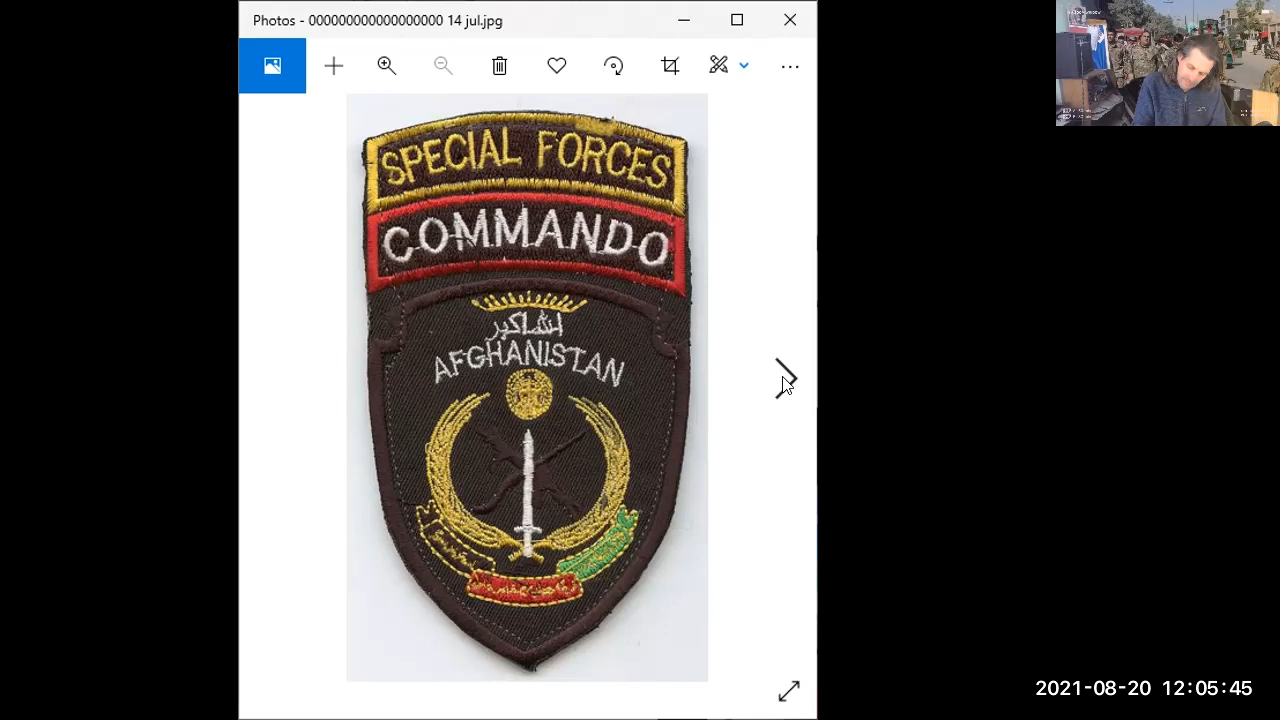 Photos - 000000000000000000 14 jul.jpg
SPECIAL FORCES
COMMANDO
الله اکبر
AFGHANISTAN
2021-08-20 12:05:45